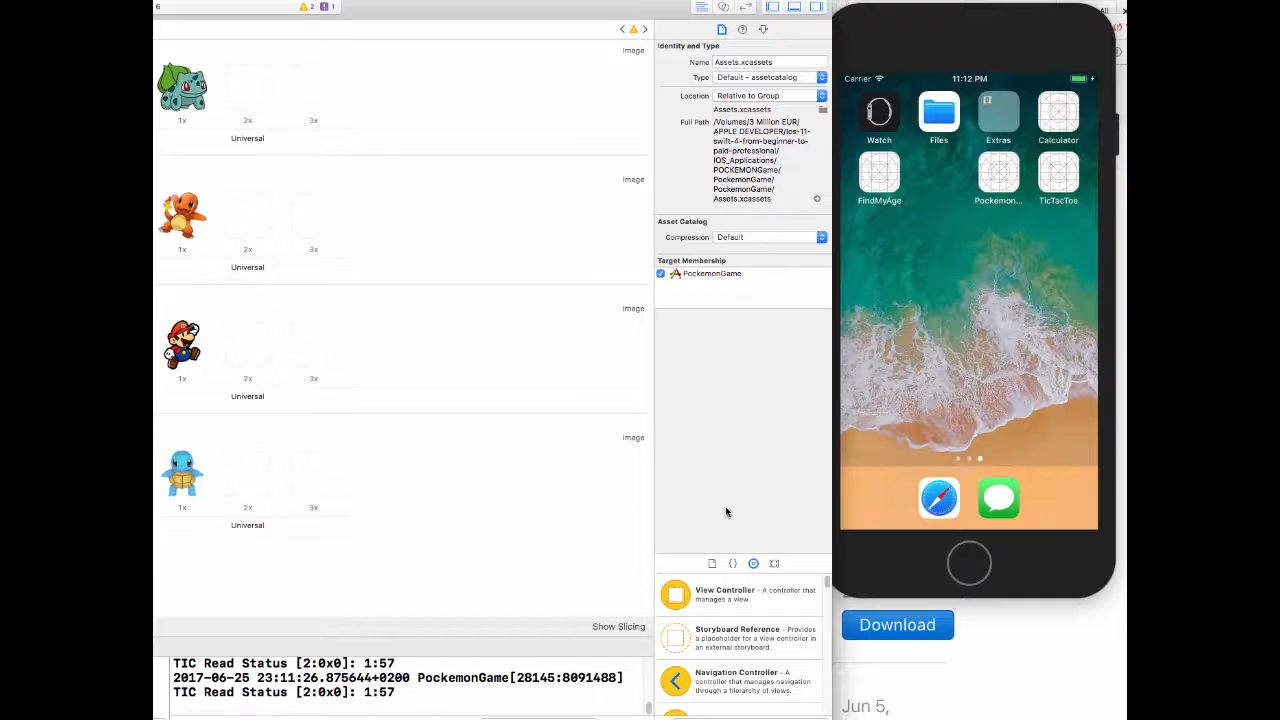 6
2
1
Image
1x 2x 3x
Universal
Image
1x 2x 3x
Universal
Image
1x 2x 3x
Universal
Image
1x 2x 3x
Universal
Show Slicing
TIC Read Status [2:0x0]: 1:57
2017-06-25 23:11:26.875644+0200 PockemonGame[28145:8091488]
TIC Read Status [2:0x0]: 1:57
Identity and Type
Name Assets.xcassets
Type Default - assetcatalog
Location Relative to Group
Assets.xcassets
Full Path /Volumes/3 Million EUR/
APPLE DEVELOPER/ios-11-
swift-4-from-beginner-to-
paid-professional/
IOS_Applications/
POCKEMONGame/
PockemonGame/
PockemonGame/
Assets.xcassets
Asset Catalog
Compression Default
Target Membership
PockemonGame
View Controller - A controller that
manages a view.
Storyboard Reference - Provides
a placeholder for a view controller in
an external storyboard.
Navigation Controller - A
controller that manages navigation
through a hierarchy of views.
Carrier 11:12 PM
Watch Files Extras Calculator
FindMyAge Pockemon... TicTacToe
Download
Jun 5,